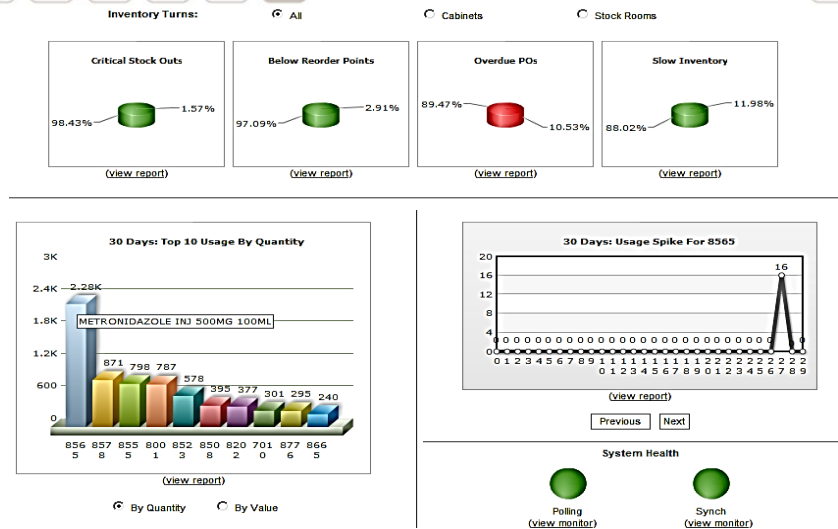 Inventory Turns: All Cabinets Stock Rooms
Critical Stock Outs
1.57%
98.43%
(view report)
Below Reorder Points
2.91%
97.09%
(view report)
Overdue POs
89.47%
10.53%
(view report)
Slow Inventory
11.98%
88.02%
(view report)
30 Days: Top 10 Usage By Quantity
3K
2.4K
1.8K
1.2K
600
0
2.28K
METRONIDAZOLE INJ 500MG 100ML
871 798 787 578 395 377 301 295 240
856 857 855 800 852 850 820 701 877 866
5 8 5 1 3 8 2 0 6 5
(view report)
By Quantity By Value
30 Days: Usage Spike For 8565
20
16
12
8
4
0
16
0 0 0 0 0 0 0 0 0 0 0 0 0 0 0 0 0 0 0 0 0 0 0 0 0 0
0 1 2 3 4 5 6 7 8 9 1 1 1 1 1 1 1 1 1 1 2 2 2 2 2 2 2 2 2 2
0 1 2 3 4 5 6 7 8 9 0 1 2 3 4 5 6 7 8 9
(view report)
Previous Next
System Health
Polling
(view monitor)
Synch
(view monitor)